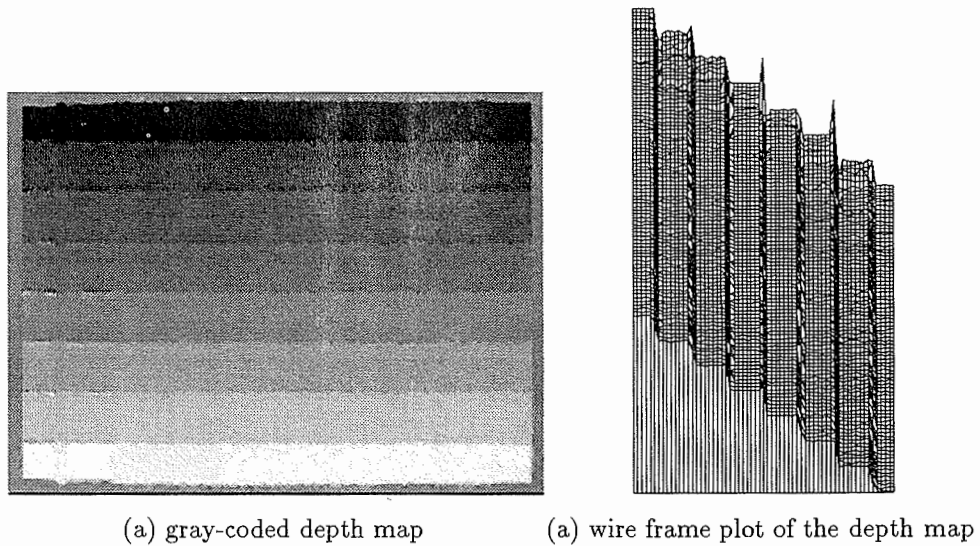 (a) gray-coded depth map
(a) wire frame plot of the depth map